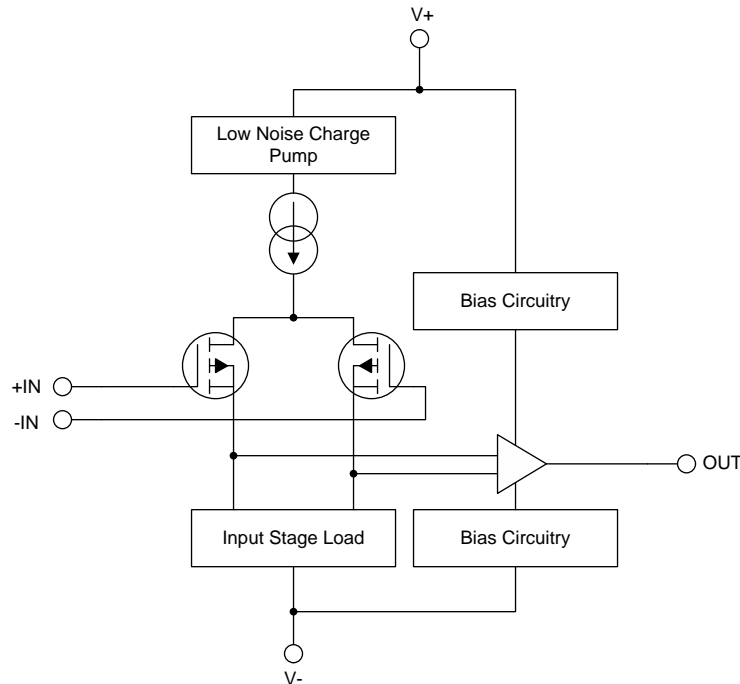 V+
Low Noise Charge
Pump
Bias Circuitry
+IN
-IN
OUT
Input Stage Load
Bias Circuitry
V-